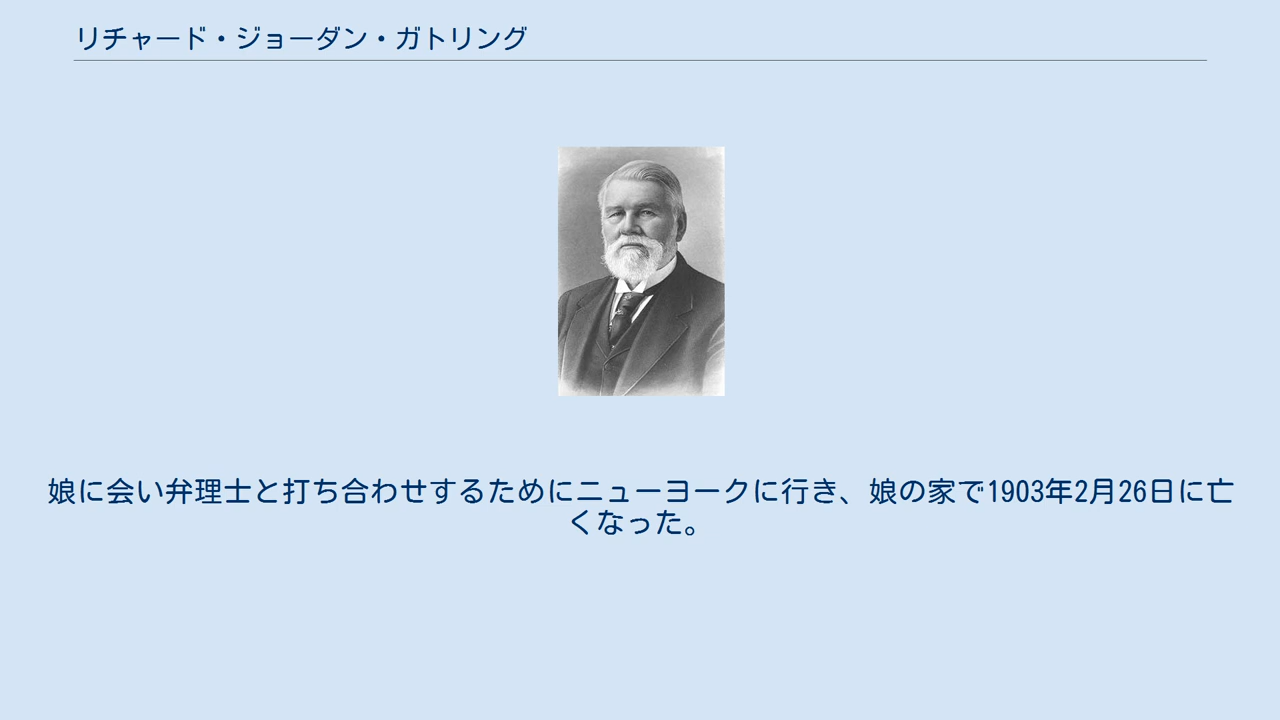 リチャード・ジョーダン・ガトリング
娘に会い弁理士と打ち合わせするためにニューヨークに行き、娘の家で1903年2月26日に亡
くなった。